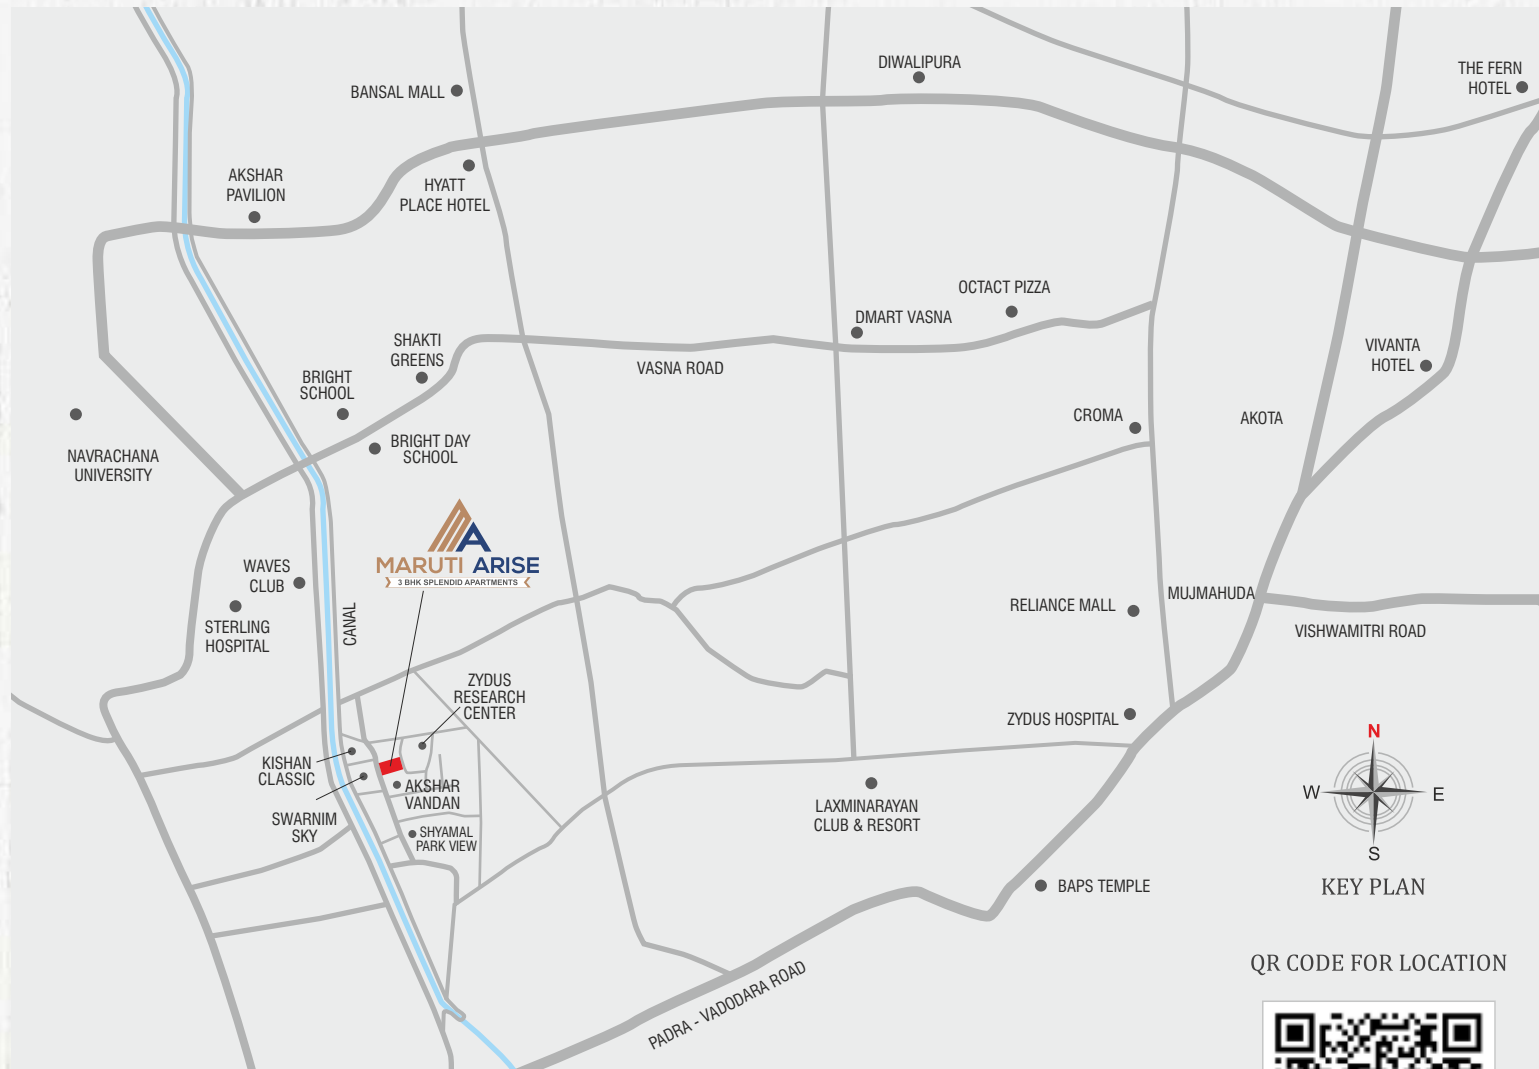 DIWALIPURA
THE FERN
HOTEL
BANSAL MALL
AKSHAR
PAVILION
HYATT
PLACE HOTEL
OCTACT PIZZA
DMART VASNA
SHAKTI
GREENS
VASNA ROAD
VIVANTA
HOTEL
BRIGHT
SCHOOL
CROMA
AKOTA
NAVRACHANA
UNIVERSITY
BRIGHT DAY
SCHOOL
MARUTI ARISE
3 BHK SPLENDID APARTMENTS
WAVES
CLUB
STERLING
HOSPITAL
CANAL
RELIANCE MALL
MUJMAHUDA
VISHWAMITRI ROAD
ZYDUS
RESEARCH
CENTER
ZYDUS HOSPITAL
KISHAN
CLASSIC
AKSHAR
VANDAN
SWARNIM
SKY
SHYAMAL
PARK VIEW
LAXMINARAYAN
CLUB & RESORT
N
W
E
S
KEY PLAN
BAPS TEMPLE
PADRA - VADODARA ROAD
QR CODE FOR LOCATION